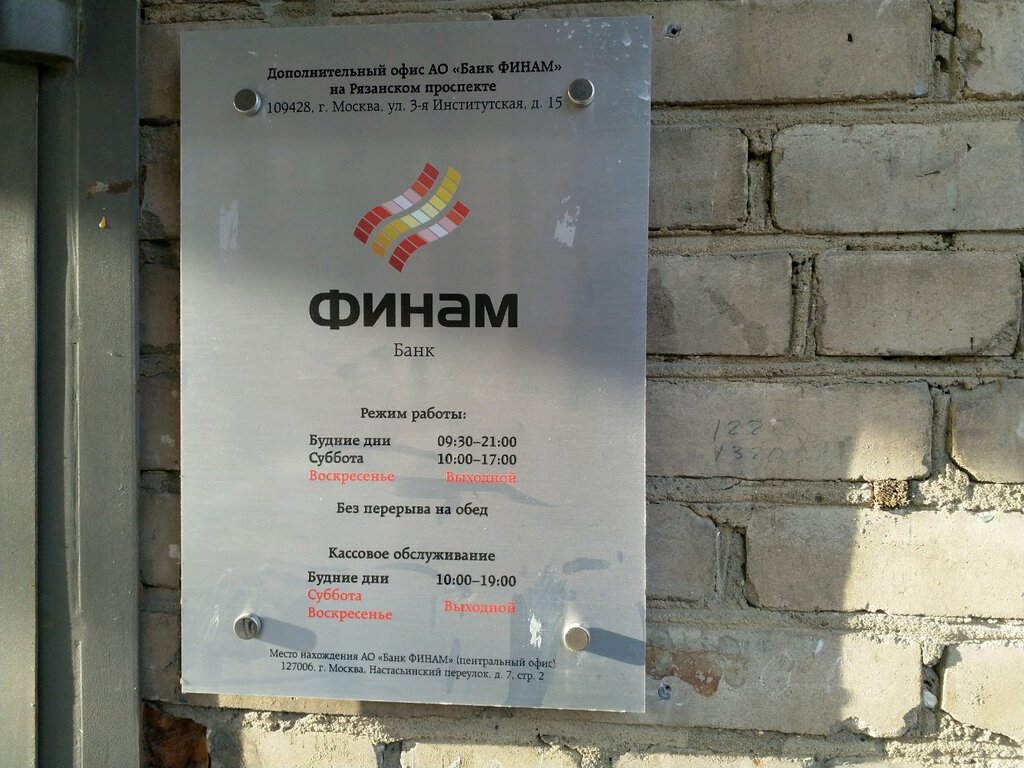 Дополнительный офис АО «Банк ФИНАМ»
на Рязанском проспекте
109428, г. Москва, ул. 3-я Институтская, д. 15
ФИНАМ
Банк
Режим работы:
Будние дни 09:30–21:00
Суббота 10:00–17:00
Воскресенье Выходной
Без перерыва на обед
Кассовое обслуживание
Будние дни 10:00–19:00
Суббота
Воскресенье Выходной
Место нахождения АО «Банк ФИНАМ» (центральный офис)
127006, г. Москва, Настасьинский переулок, д. 7, стр. 2